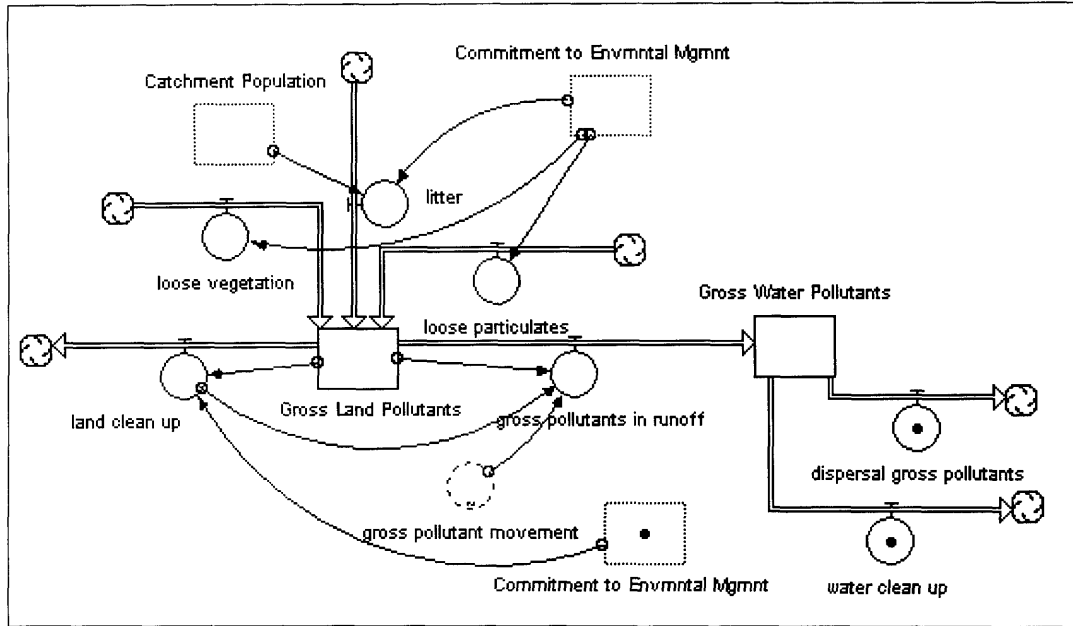 Commitment to Envmntal Mgmnt
Catchment Population
litter
loose vegetation
Gross Water Pollutants
loose particulates
land clean up
Gross Land Pollutants
gross pollutants in runoff
dispersal gross pollutants
gross pollutant movement
Commitment to Envmntal Mgmnt
water clean up